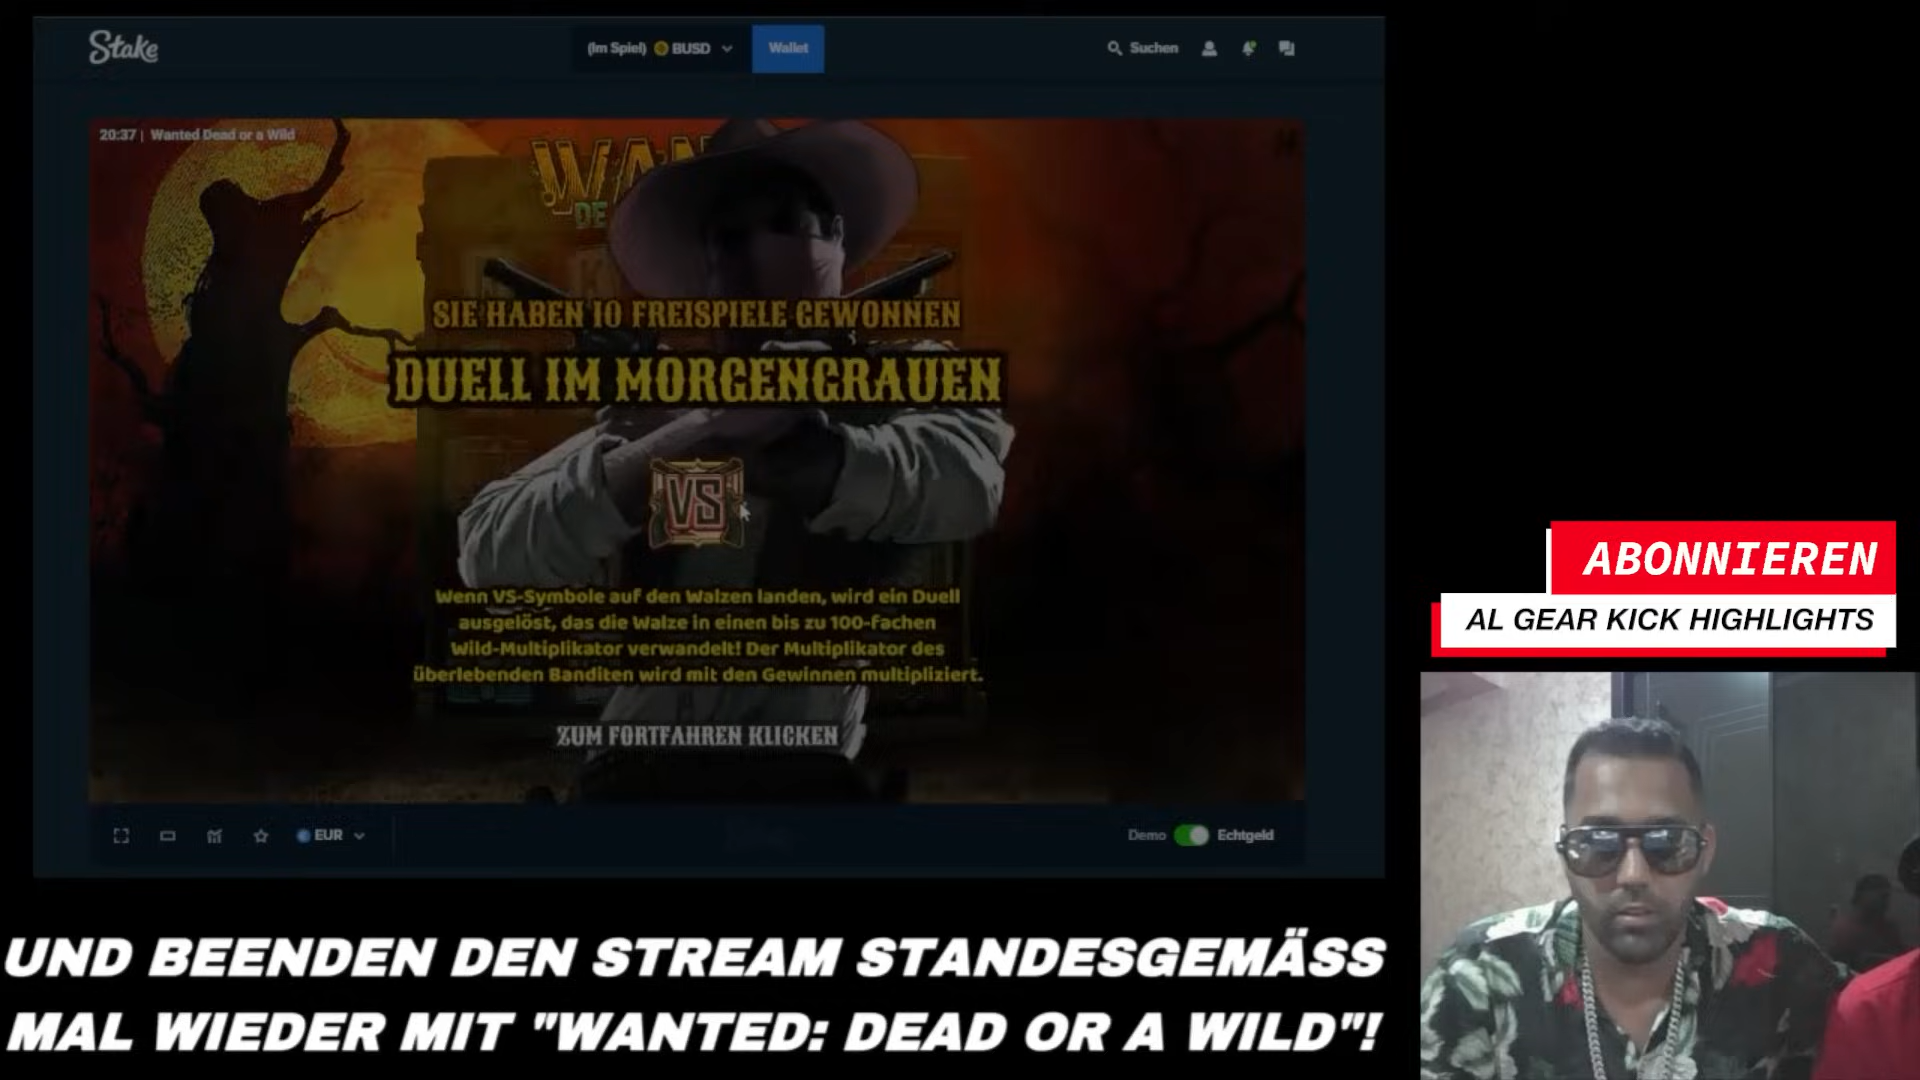 Stake
(Im Spiel) BUSD
Wallet
Suchen
20:37 | Wanted Dead or a Wild
WAN
DE
SIE HABEN 10 FREISPIELE GEWONNEN
DUELL IM MORGENGRAUEN
VS
Wenn VS-Symbole auf den Walzen landen, wird ein Duell
ausgelöst, das die Walze in einen bis zu 100-fachen
Wild-Multiplikator verwandelt! Der Multiplikator des
überlebenden Banditen wird mit den Gewinnen multipliziert.
ZUM FORTFAHREN KLICKEN
EUR
Demo
Echtgeld
ABONNIEREN
AL GEAR KICK HIGHLIGHTS
UND BEENDEN DEN STREAM STANDESGEMÄSS
MAL WIEDER MIT "WANTED: DEAD OR A WILD"!